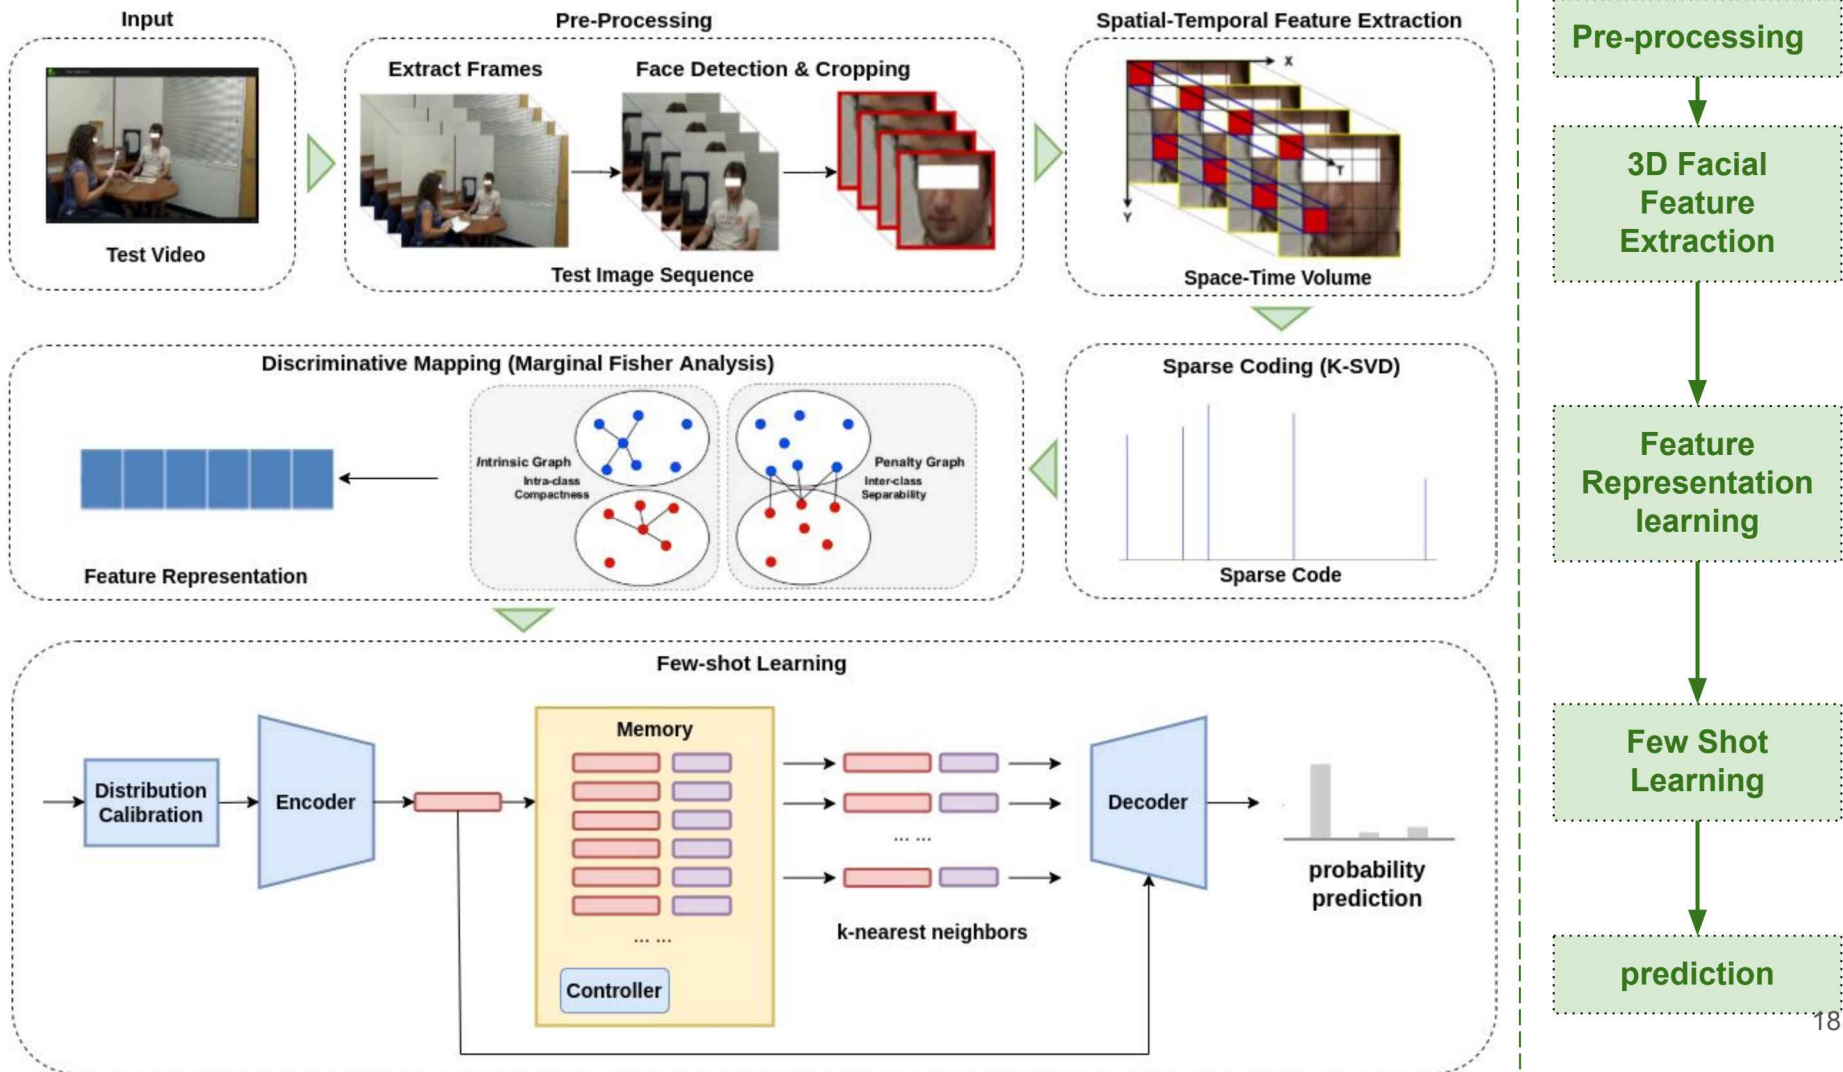 Input
Test Video
Pre-Processing
Extract Frames
Face Detection & Cropping
Test Image Sequence
Spatial-Temporal Feature Extraction
X
T
Y
Space-Time Volume
Discriminative Mapping (Marginal Fisher Analysis)
Feature Representation
Intrinsic Graph
Intra-class
Compactness
Penalty Graph
Inter-class
Separability
Sparse Coding (K-SVD)
Sparse Code
Few-shot Learning
Distribution
Calibration
Encoder
Memory
... ...
Controller
... ...
k-nearest neighbors
Decoder
probability
prediction
Pre-processing
3D Facial
Feature
Extraction
Feature
Representation
learning
Few Shot
Learning
prediction
18